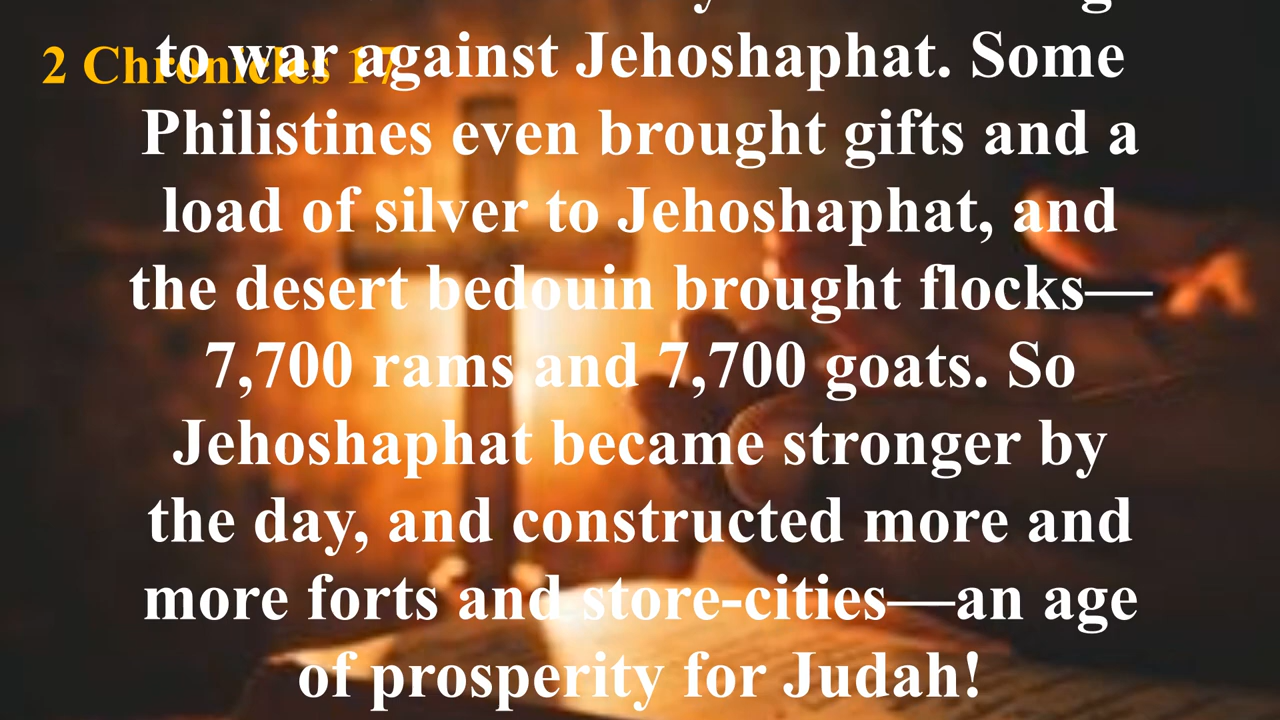 2 Chronicles 17
to war against Jehoshaphat. Some
Philistines even brought gifts and a
load of silver to Jehoshaphat, and
the desert bedouin brought flocks—
7,700 rams and 7,700 goats. So
Jehoshaphat became stronger by
the day, and constructed more and
more forts and store-cities—an age
of prosperity for Judah!